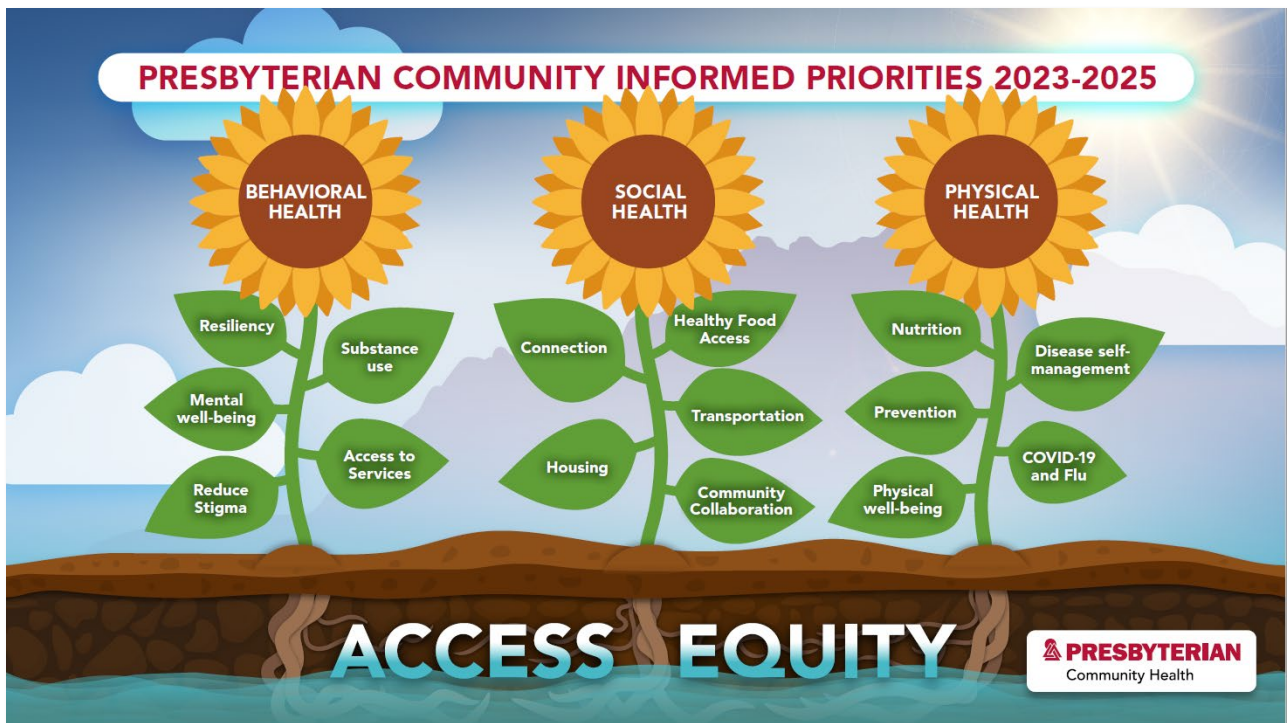 PRESBYTERIAN COMMUNITY INFORMED PRIORITIES 2023-2025
BEHAVIORAL
HEALTH
Resiliency
Substance
use
Mental
well-being
Access to
Services
Reduce
Stigma
SOCIAL
HEALTH
Connection
Healthy Food
Access
Transportation
Housing
Community
Collaboration
PHYSICAL
HEALTH
Nutrition
Disease self-
management
Prevention
COVID-19
and Flu
Physical
well-being
ACCESS EQUITY
PRESBYTERIAN
Community Health